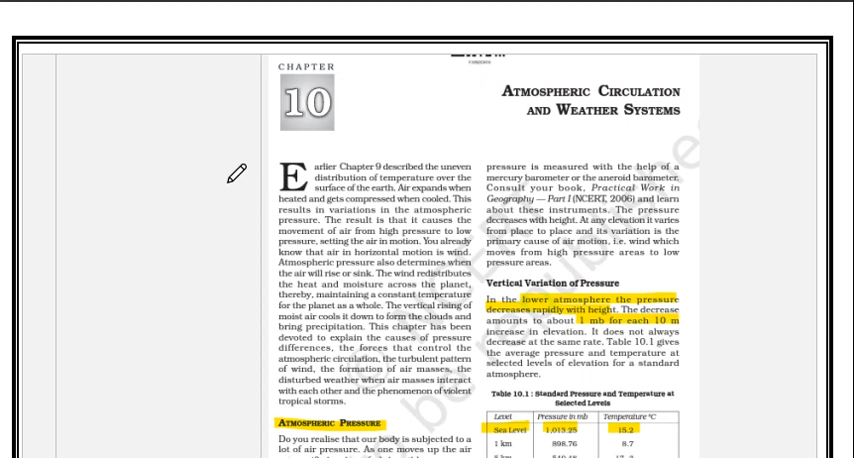 CHAPTER
10
ATMOSPHERIC CIRCULATION
AND WEATHER SYSTEMS
Earlier Chapter 9 described the uneven
distribution of temperature over the
surface of the earth. Air expands when
heated and gets compressed when cooled. This
results in variations in the atmospheric
pressure. The result is that it causes the
movement of air from high pressure to low
pressure, setting the air in motion. You already
know that air in horizontal motion is wind.
Atmospheric pressure also determines when
the air will rise or sink. The wind redistributes
the heat and moisture across the planet,
thereby, maintaining a constant temperature
for the planet as a whole. The vertical rising of
moist air cools it down to form the clouds and
bring precipitation. This chapter has been
devoted to explain the causes of pressure
differences, the forces that control the
atmospheric circulation, the turbulent pattern
of wind, the formation of air masses, the
disturbed weather when air masses interact
with each other and the phenomenon of violent
tropical storms.
ATMOSPHERIC PRESSURE
Do you realise that our body is subjected to a
lot of air pressure. As one moves up the air
pressure is measured with the help of a
mercury barometer or the aneroid barometer.
Consult your book, Practical Work in
Geography — Part I (NCERT, 2006) and learn
about these instruments. The pressure
decreases with height. At any elevation it varies
from place to place and its variation is the
primary cause of air motion, i.e. wind which
moves from high pressure areas to low
pressure areas.
Vertical Variation of Pressure
In the lower atmosphere the pressure
decreases rapidly with height. The decrease
amounts to about 1 mb for each 10 m
increase in elevation. It does not always
decrease at the same rate. Table 10.1 gives
the average pressure and temperature at
selected levels of elevation for a standard
atmosphere.
Table 10.1 : Standard Pressure and Temperature at
Selected Levels
Level Pressure in mb Temperature °C
Sea Level 1,013.25 15.2
1 km 898.76 8.7